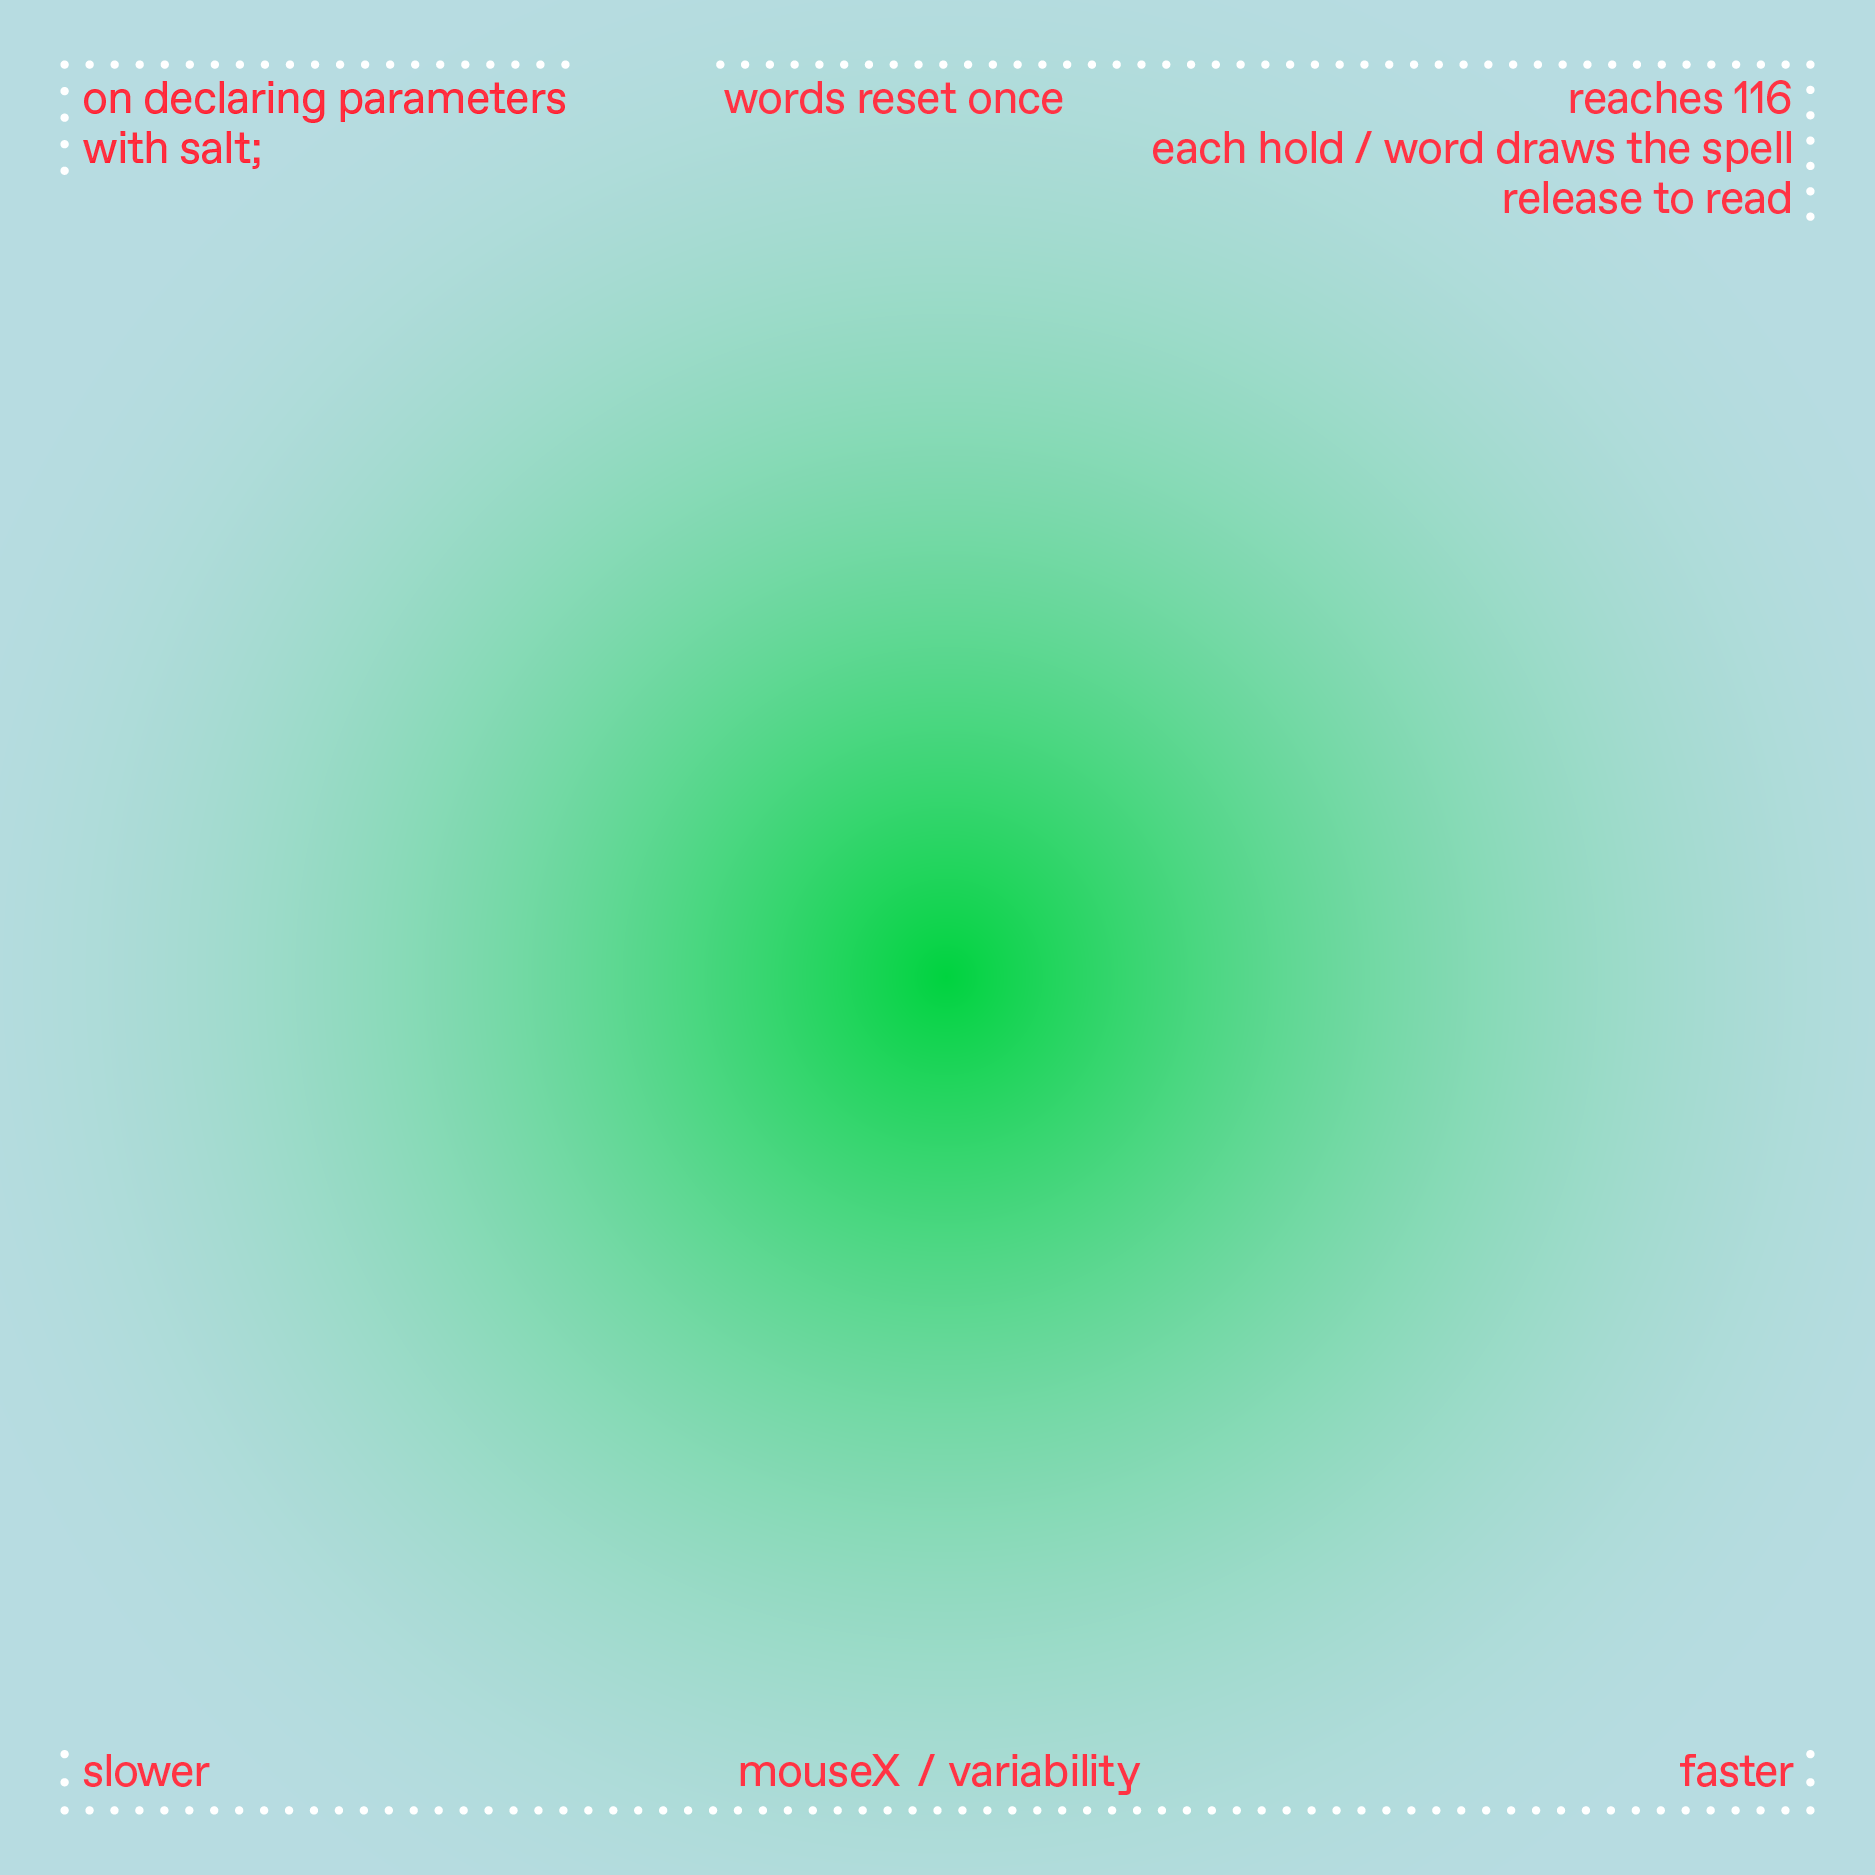 on declaring parameters
with salt;
words reset once
reaches 116
each hold / word draws the spell
release to read
slower
mouseX / variability
faster